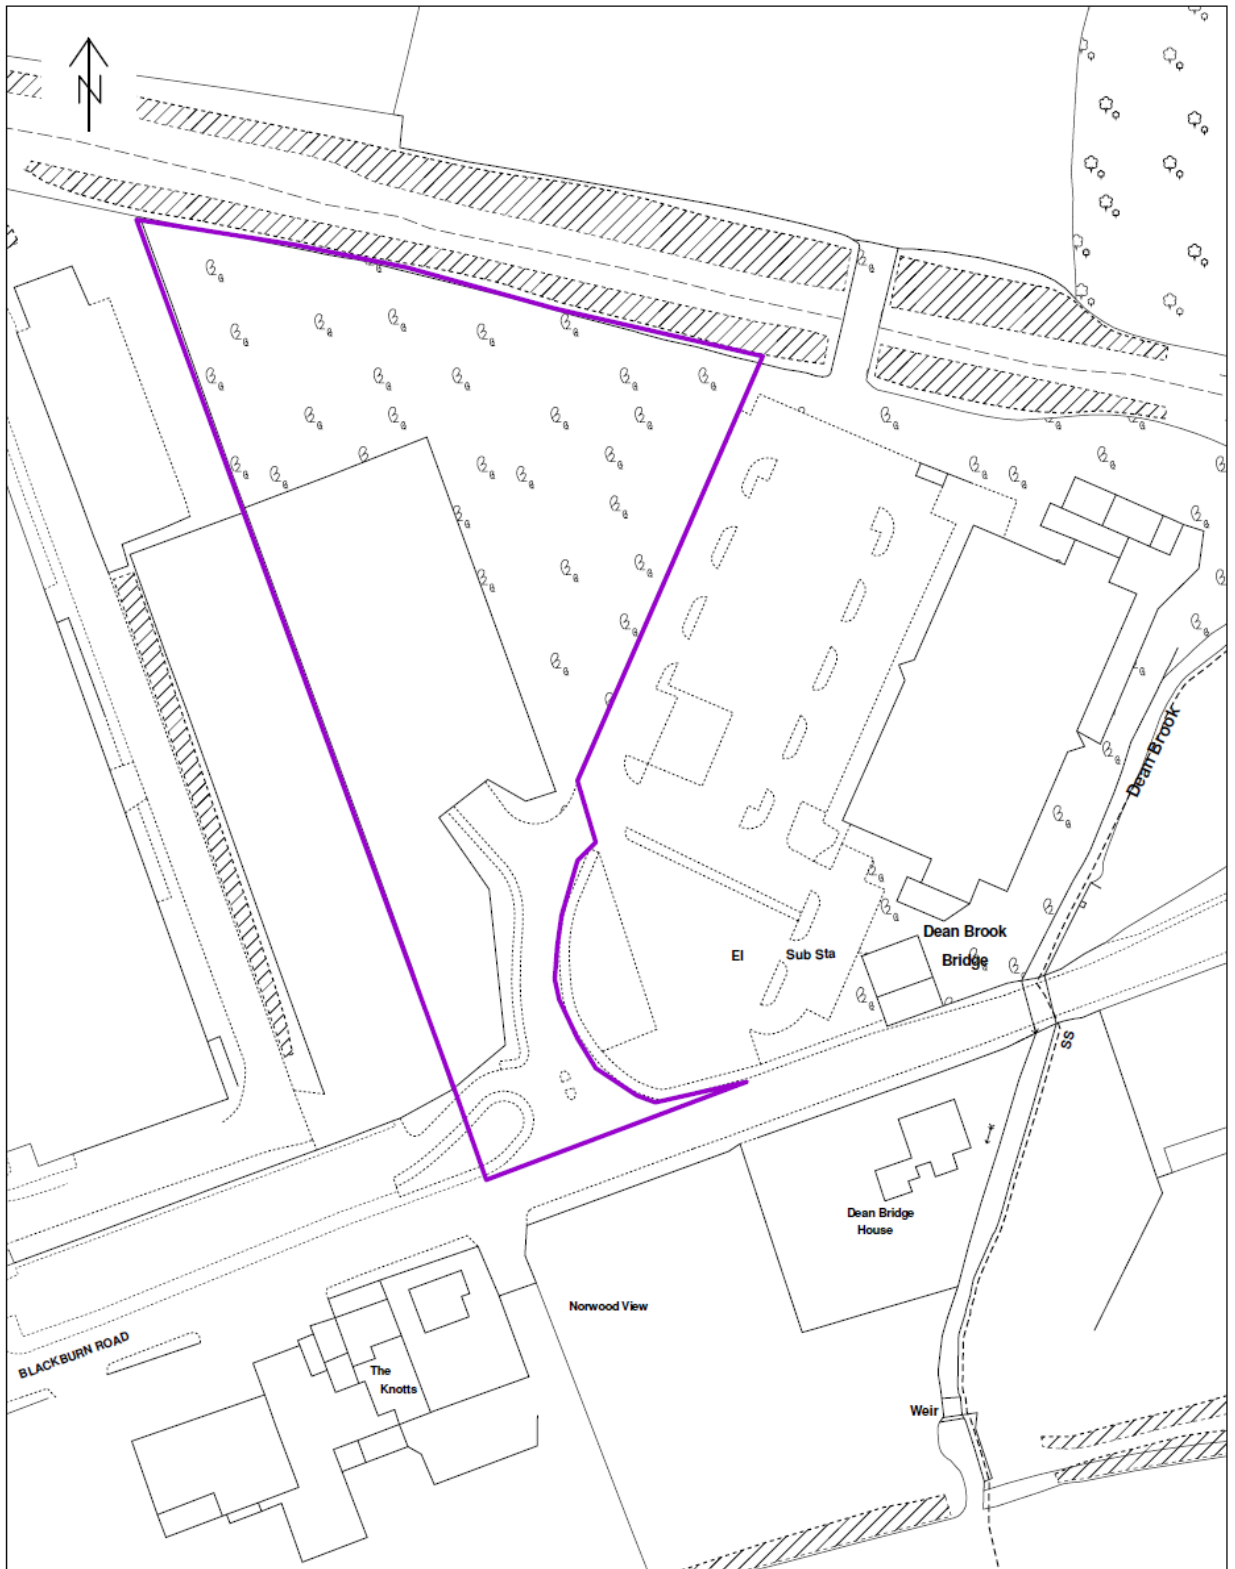 N
Dean Brook
Dean Brook
Bridge
El Sub Sta
SS
Dean Bridge
House
Norwood View
BLACKBURN ROAD
The
Knotts
Weir